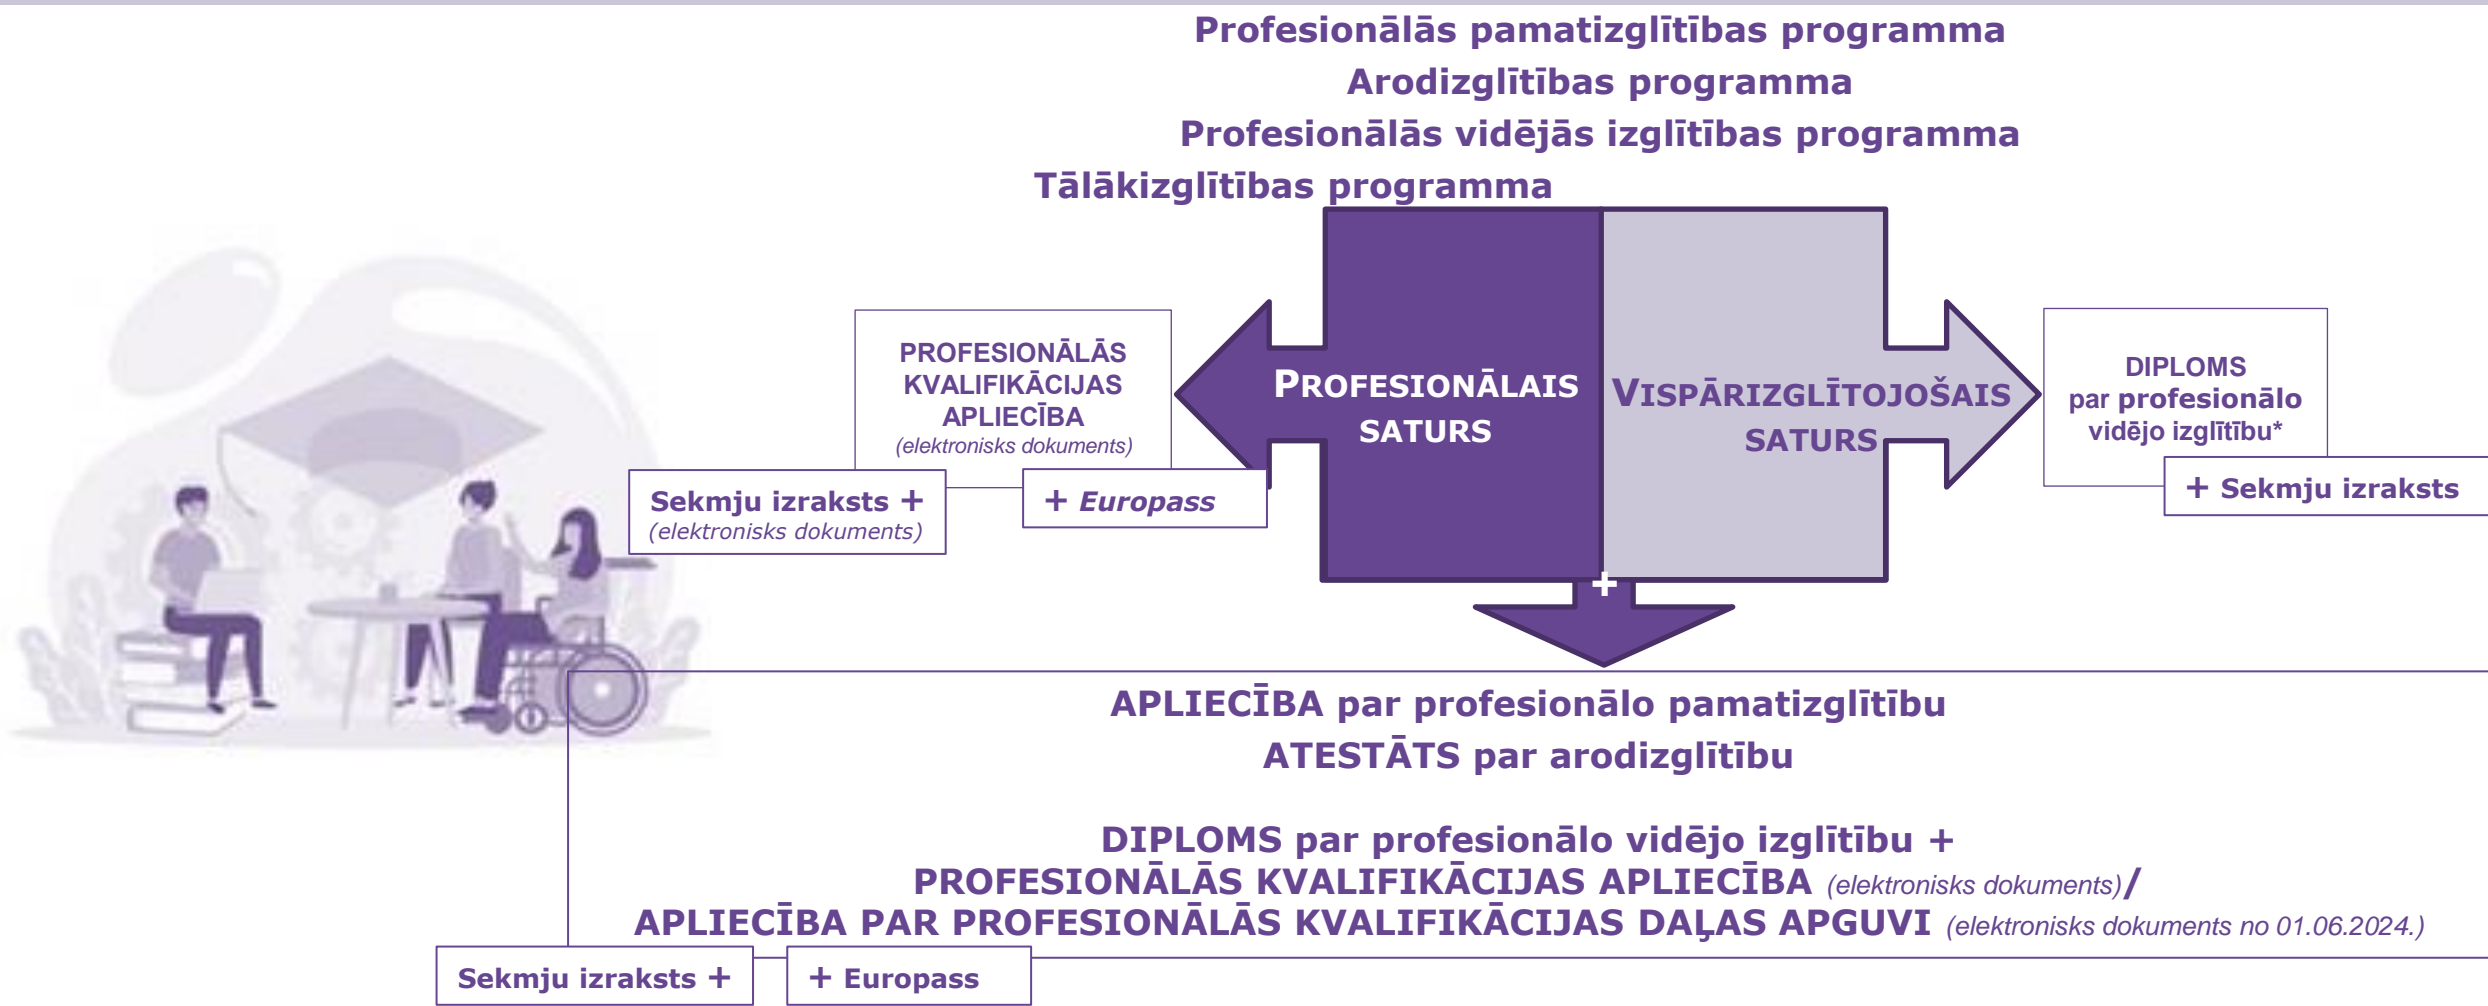 Profesionālās pamatizglītības programma
Arodizglītības programma
Profesionālās vidējās izglītības programma
Tālākizglītības programma
PROFESIONĀLĀS
KVALIFIKĀCIJAS
APLIECĪBA
(elektronisks dokuments)
Sekmju izraksts +
(elektronisks dokuments)
+ Europass
PROFESIONĀLAIS
SATURS
VISPĀRIZGLĪTOJOŠAIS
SATURS
+
DIPLOMS
par profesionālo
vidējo izglītību*
+ Sekmju izraksts
APLIECĪBA par profesionālo pamatizglītību
ATESTĀTS par arodizglītību
DIPLOMS par profesionālo vidējo izglītību +
PROFESIONĀLĀS KVALIFIKĀCIJAS APLIECĪBA (elektronisks dokuments)/
APLIECĪBA PAR PROFESIONĀLĀS KVALIFIKĀCIJAS DAĻAS APGUVI (elektronisks dokuments no 01.06.2024.)
Sekmju izraksts +
+ Europass